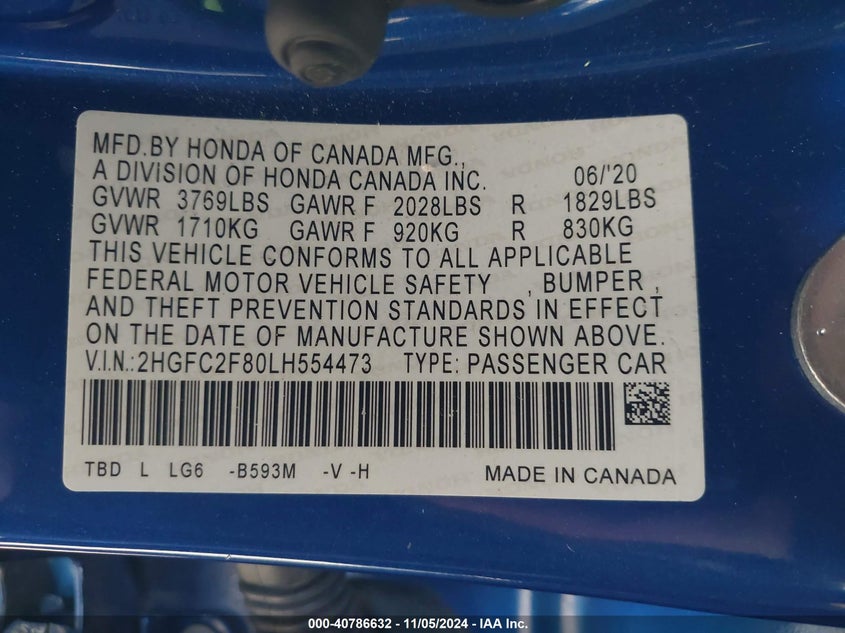 MFD.BY HONDA OF CANADA MFG.,
A DIVISION OF HONDA CANADA INC. 06/'20
GVWR 3769LBS GAWR F 2028LBS R 1829LBS
GVWR 1710KG GAWR F 920KG R 830KG
THIS VEHICLE CONFORMS TO ALL APPLICABLE
FEDERAL MOTOR VEHICLE SAFETY , BUMPER ,
AND THEFT PREVENTION STANDARDS IN EFFECT
ON THE DATE OF MANUFACTURE SHOWN ABOVE.
V.I.N.:2HGFC2F80LH554473 TYPE: PASSENGER CAR
TBD L LG6 -B593M -V -H MADE IN CANADA
000-40786632 - 11/05/2024 - IAA Inc.